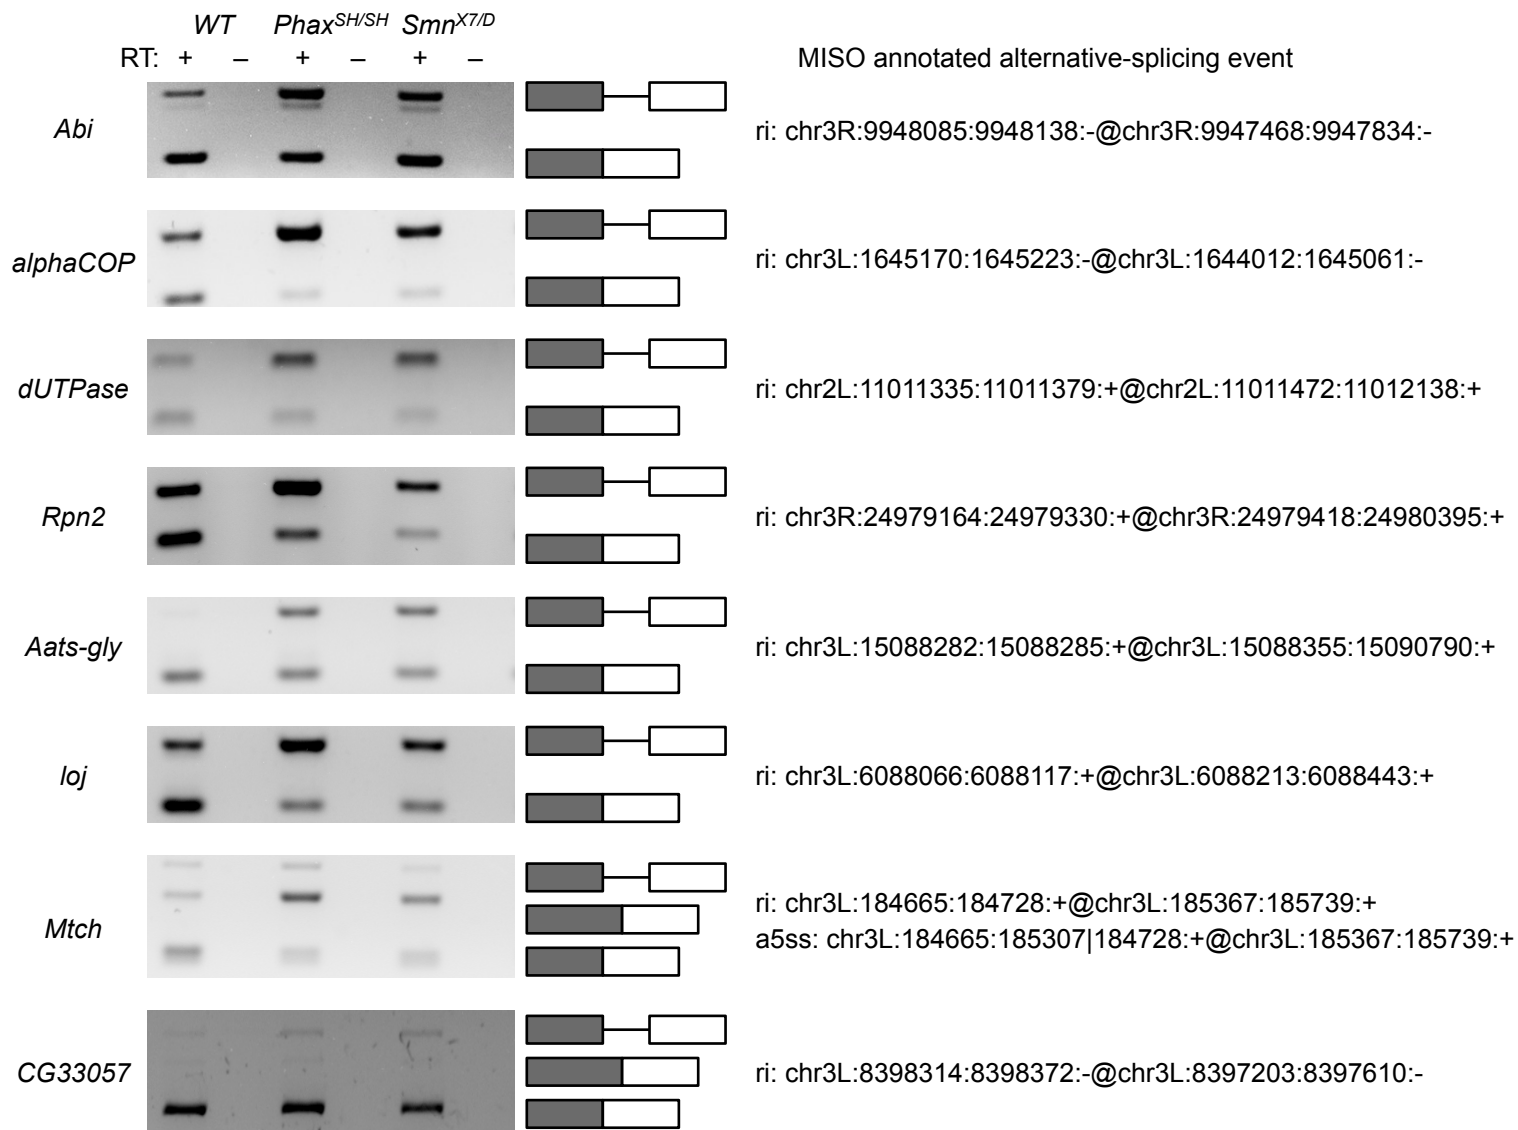 WT Phax^SH/SH Smn^X7/D
RT: + – + – + – MISO annotated alternative-splicing event
Abi ri: chr3R:9948085:9948138:-@chr3R:9947468:9947834:-
alphaCOP ri: chr3L:1645170:1645223:-@chr3L:1644012:1645061:-
dUTPase ri: chr2L:11011335:11011379:+@chr2L:11011472:11012138:+
Rpn2 ri: chr3R:24979164:24979330:+@chr3R:24979418:24980395:+
Aats-gly ri: chr3L:15088282:15088285:+@chr3L:15088355:15090790:+
loj ri: chr3L:6088066:6088117:+@chr3L:6088213:6088443:+
Mtch ri: chr3L:184665:184728:+@chr3L:185367:185739:+
a5ss: chr3L:184665:185307|184728:+@chr3L:185367:185739:+
CG33057 ri: chr3L:8398314:8398372:-@chr3L:8397203:8397610:-